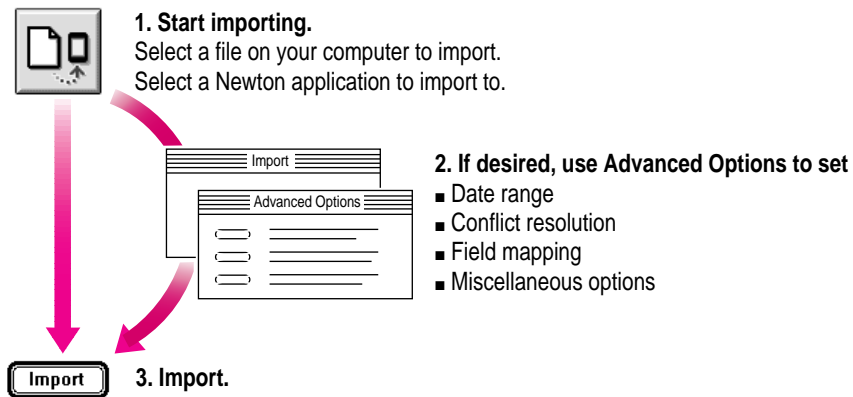 1. Start importing.
Select a file on your computer to import.
Select a Newton application to import to.
Import
Advanced Options
2. If desired, use Advanced Options to set
■ Date range
■ Conflict resolution
■ Field mapping
■ Miscellaneous options
Import
3. Import.